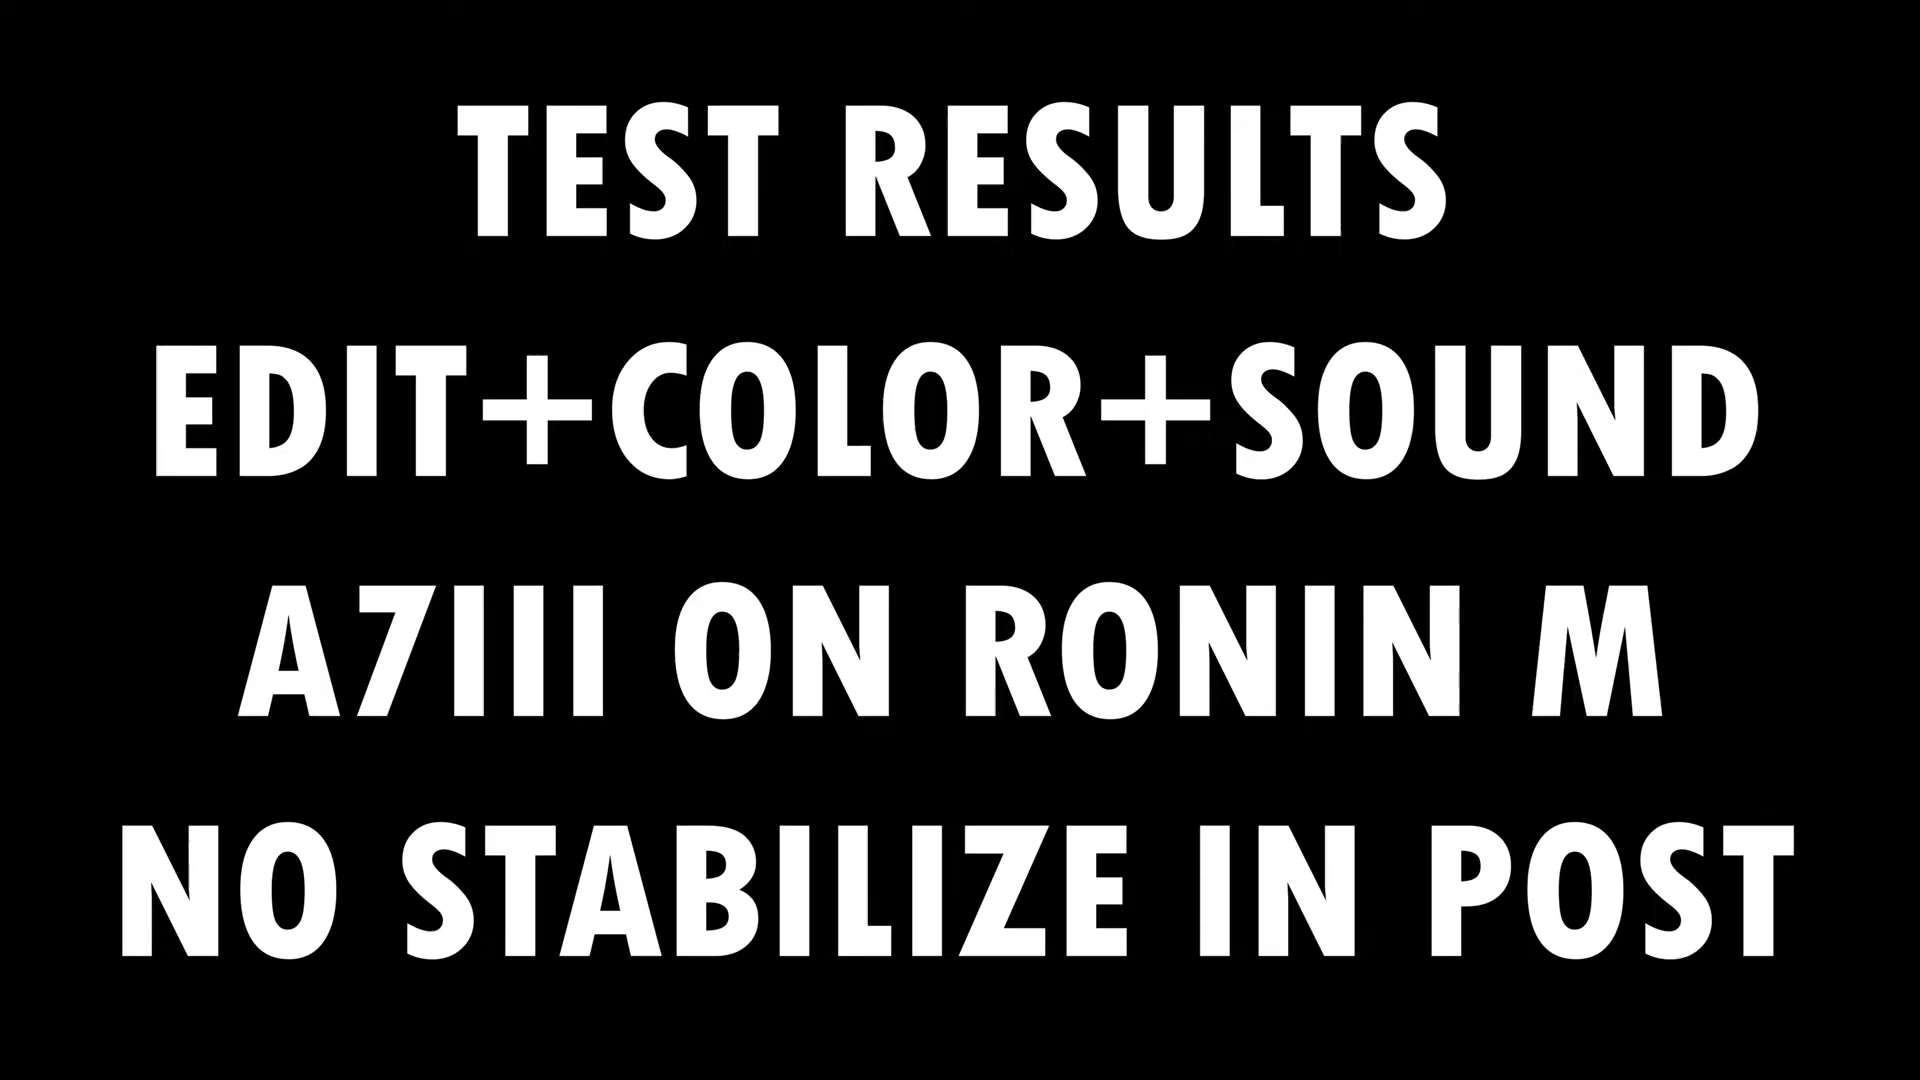 TEST RESULTS
EDIT+COLOR+SOUND
A7III ON RONIN M
NO STABILIZE IN POST